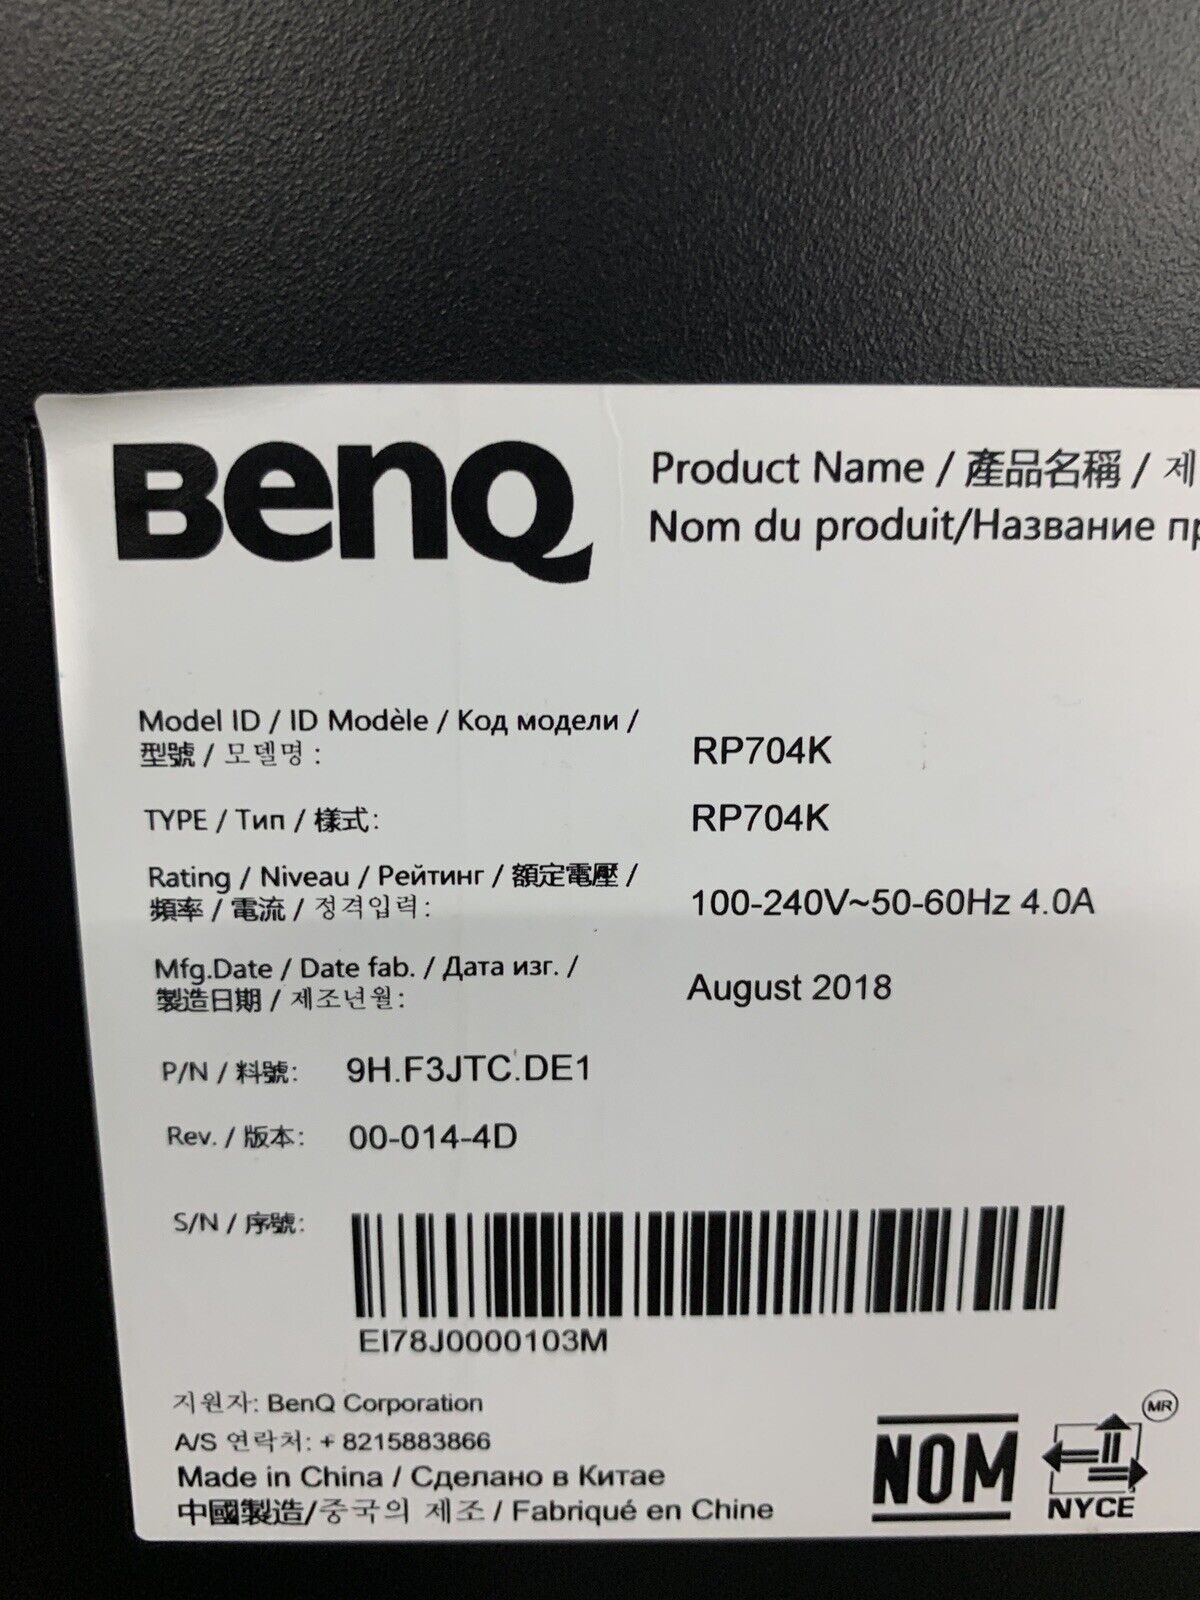 BenQ
Product Name / 產品名稱 / 제
Nom du produit/Название пр
Model ID / ID Modèle / Код модели /
型號 / 모델명 :
RP704K
TYPE / Тип / 樣式:
RP704K
Rating / Niveau / Рейтинг / 額定電壓 /
頻率 / 電流 / 정격입력:
100-240V~50-60Hz 4.0A
Mfg.Date / Date fab. / Дата изг. /
製造日期 / 제조년월:
August 2018
P/N / 料號: 9H.F3JTC.DE1
Rev. / 版本: 00-014-4D
S/N / 序號:
EI78J0000103M
지원자: BenQ Corporation
A/S 연락처: + 8215883866
Made in China / Сделано в Китае
中國製造/중국의 제조 / Fabriqué en Chine
NOM
MR
NYCE